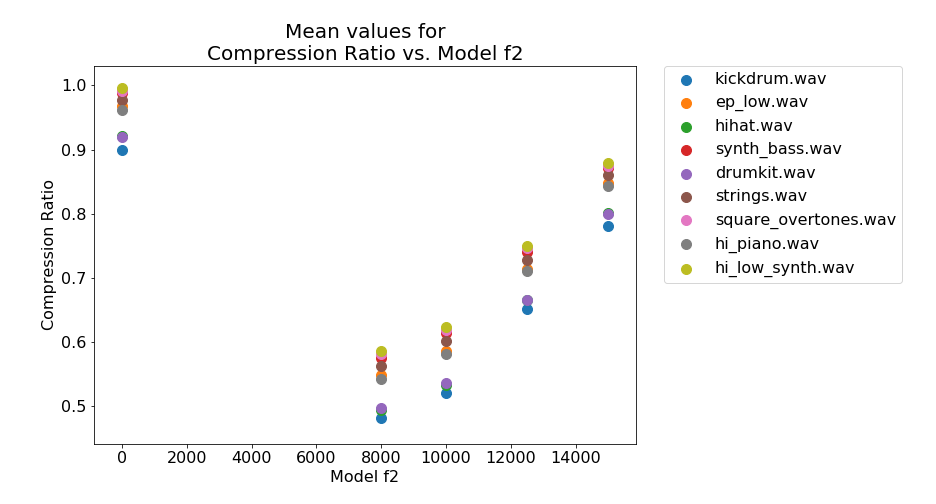 Mean values for
Compression Ratio vs. Model f2
1.0
0.9
0.8
0.7
0.6
0.5
Compression Ratio
0 2000 4000 6000 8000 10000 12000 14000
Model f2
kickdrum.wav
ep_low.wav
hihat.wav
synth_bass.wav
drumkit.wav
strings.wav
square_overtones.wav
hi_piano.wav
hi_low_synth.wav